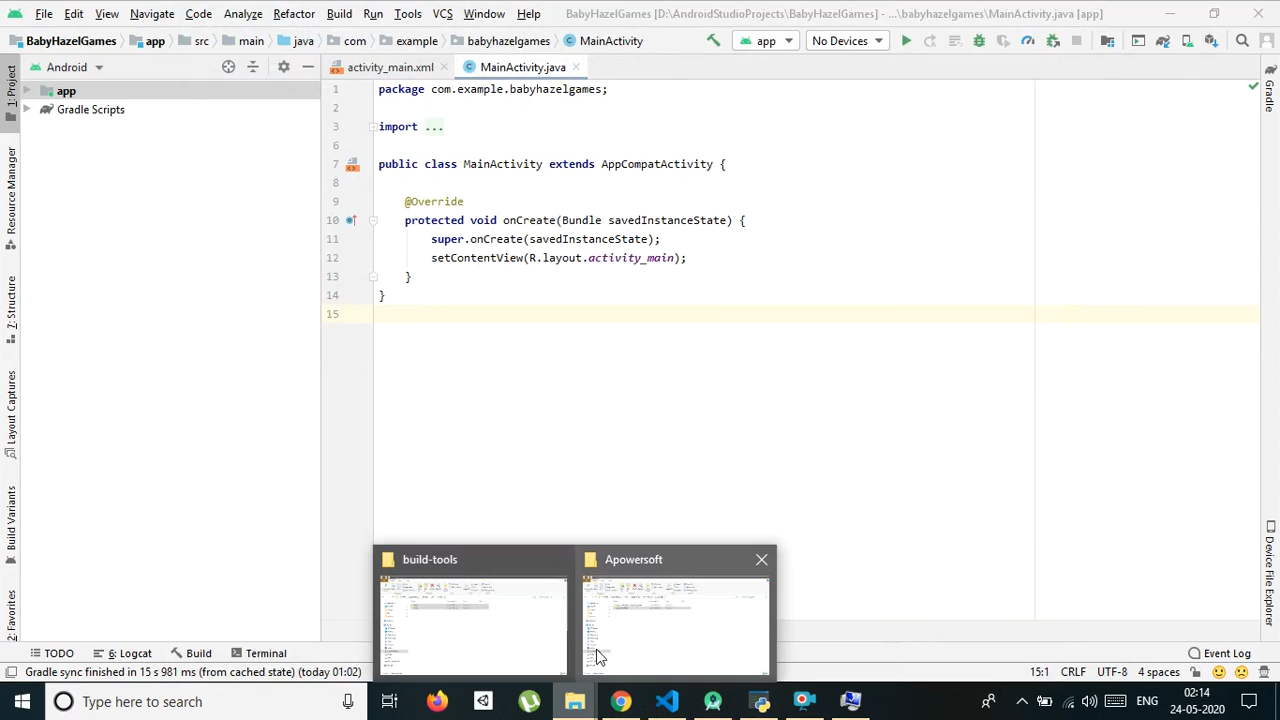 File Edit View Navigate Code Analyze Refactor Build Run Tools VCS Window Help BabyHazelGames [D:\AndroidStudioProjects\BabyHazelGames] - ...\babyhazelgames\MainActivity.java [app]
BabyHazelGames app src main java com example babyhazelgames MainActivity app No Devices
Android activity_main.xml MainActivity.java
1: Project
Resource Manager
7: Structure
Layout Captures
Build Variants
2: Favorites
app
Gradle Scripts
1 package com.example.babyhazelgames;
2
3 import ...
6
7 public class MainActivity extends AppCompatActivity {
8
9 @Override
10 protected void onCreate(Bundle savedInstanceState) {
11 super.onCreate(savedInstanceState);
12 setContentView(R.layout.activity_main);
13 }
14 }
15
Gradle
Device File Explorer
build-tools Apowersoft
TODO 6: Logcat Build Terminal Event Log
Gradle sync finished in 15 s 981 ms (from cached state) (today 01:02) CRLF UTF-8 4 spaces
Type here to search ENG 02:14
24-05-2020